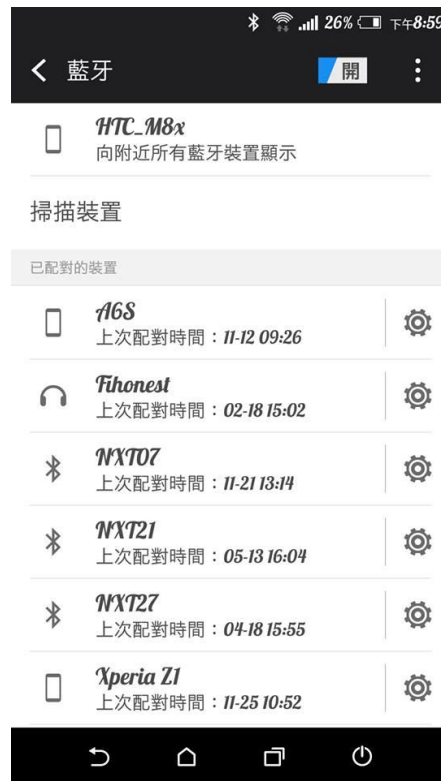 26% 下午8:59
藍牙
開
HTC_M8x
向附近所有藍牙裝置顯示
掃描裝置
已配對的裝置
A6S
上次配對時間：11-12 09:26
Fihonest
上次配對時間：02-18 15:02
NXT07
上次配對時間：11-21 13:14
NXT21
上次配對時間：05-13 16:04
NXT27
上次配對時間：04-18 15:55
Xperia Z1
上次配對時間：11-25 10:52